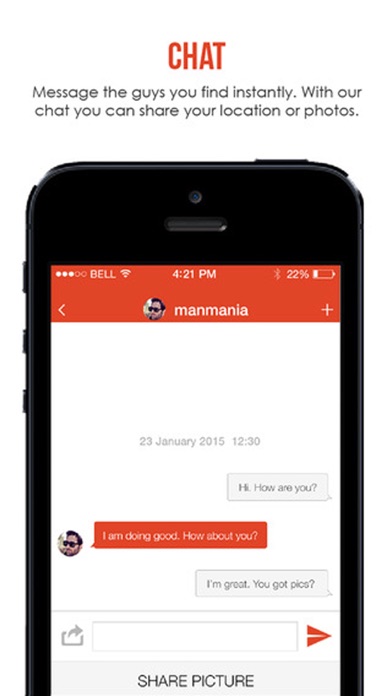 CHAT
Message the guys you find instantly. With our
chat you can share your location or photos.
BELL 4:21 PM 22%
manmania
23 January 2015 12:30
Hi. How are you?
I am doing good. How about you?
I'm great. You got pics?
SHARE PICTURE